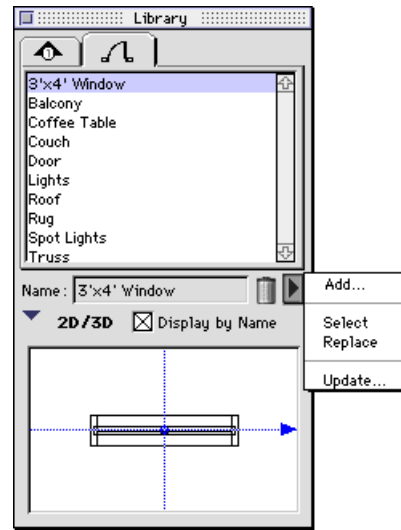 Library
1
3'x4' Window
Balcony
Coffee Table
Couch
Door
Lights
Roof
Rug
Spot Lights
Truss
Name: 3'x4' Window
Add...
2D/3D Display by Name
Select
Replace
Update...